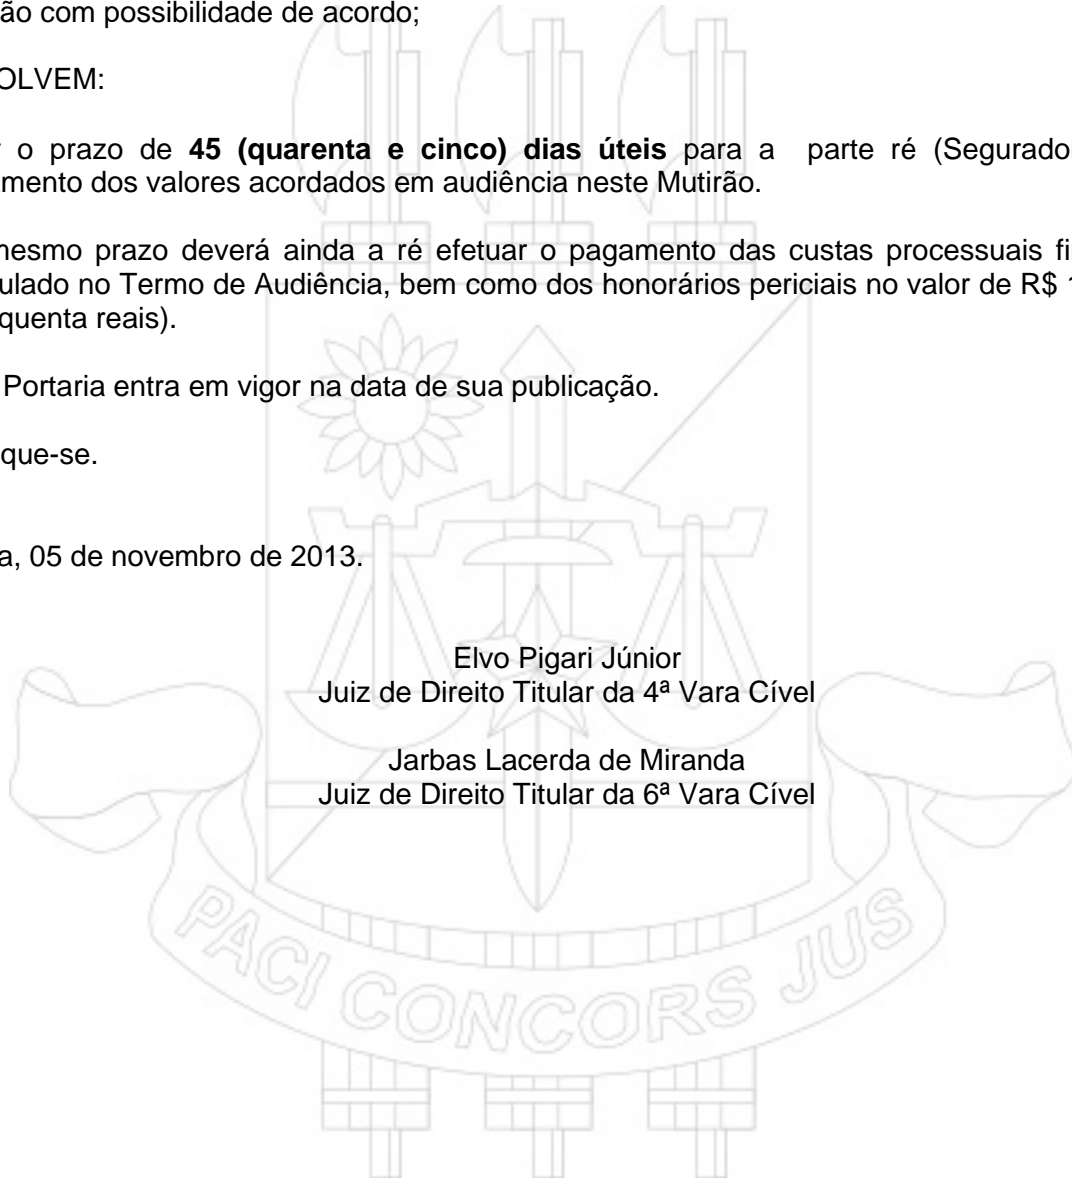 ão com possibilidade de acordo;
OLVEM:
o prazo de 45 (quarenta e cinco) dias úteis para a parte ré (Segurado
amento dos valores acordados em audiência neste Mutirão.
mesmo prazo deverá ainda a ré efetuar o pagamento das custas processuais fi
ulado no Termo de Audiência, bem como dos honorários periciais no valor de R$ 1
quenta reais).
Portaria entra em vigor na data de sua publicação.
que-se.
a, 05 de novembro de 2013.
Elvo Pigari Júnior
Juiz de Direito Titular da 4ª Vara Cível
Jarbas Lacerda de Miranda
Juiz de Direito Titular da 6ª Vara Cível
PACI CONCORS JUS